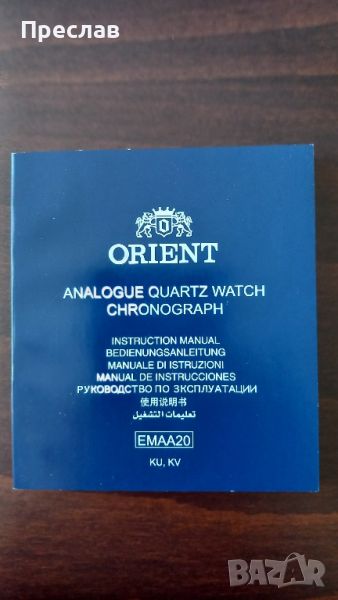 Преслав
ORIENT
ANALOGUE QUARTZ WATCH
CHRONOGRAPH
INSTRUCTION MANUAL
BEDIENUNGSANLEITUNG
MANUALE DI ISTRUZIONI
MANUAL DE INSTRUCCIONES
РУКОВОДСТВО ПО ЭКСПЛУАТАЦИИ
使用说明书
تعليمات التشغيل
EMAA20
KU, KV
BAZAR